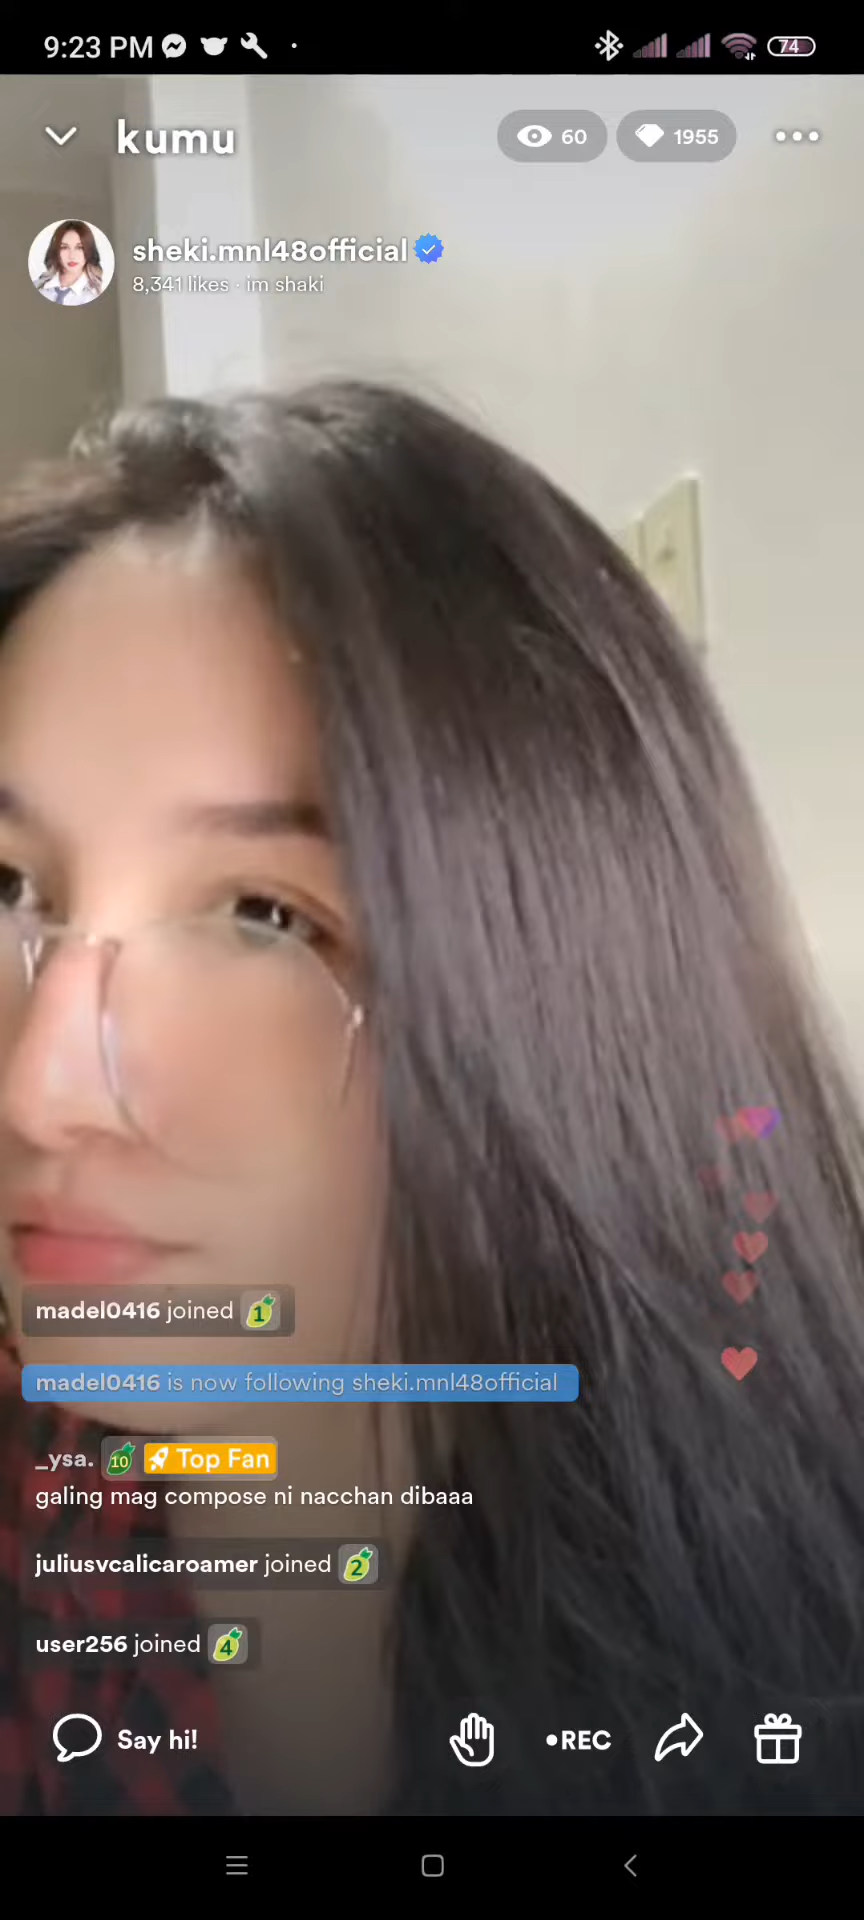 9:23 PM
74
kumu
60
1955
sheki.mnl48official
8,341 likes · im shaki
madel0416 joined 1
madel0416 is now following sheki.mnl48official
_ysa. 10 Top Fan
galing mag compose ni nacchan dibaaa
juliusvcalicaroamer joined 2
user256 joined 4
Say hi!
•REC